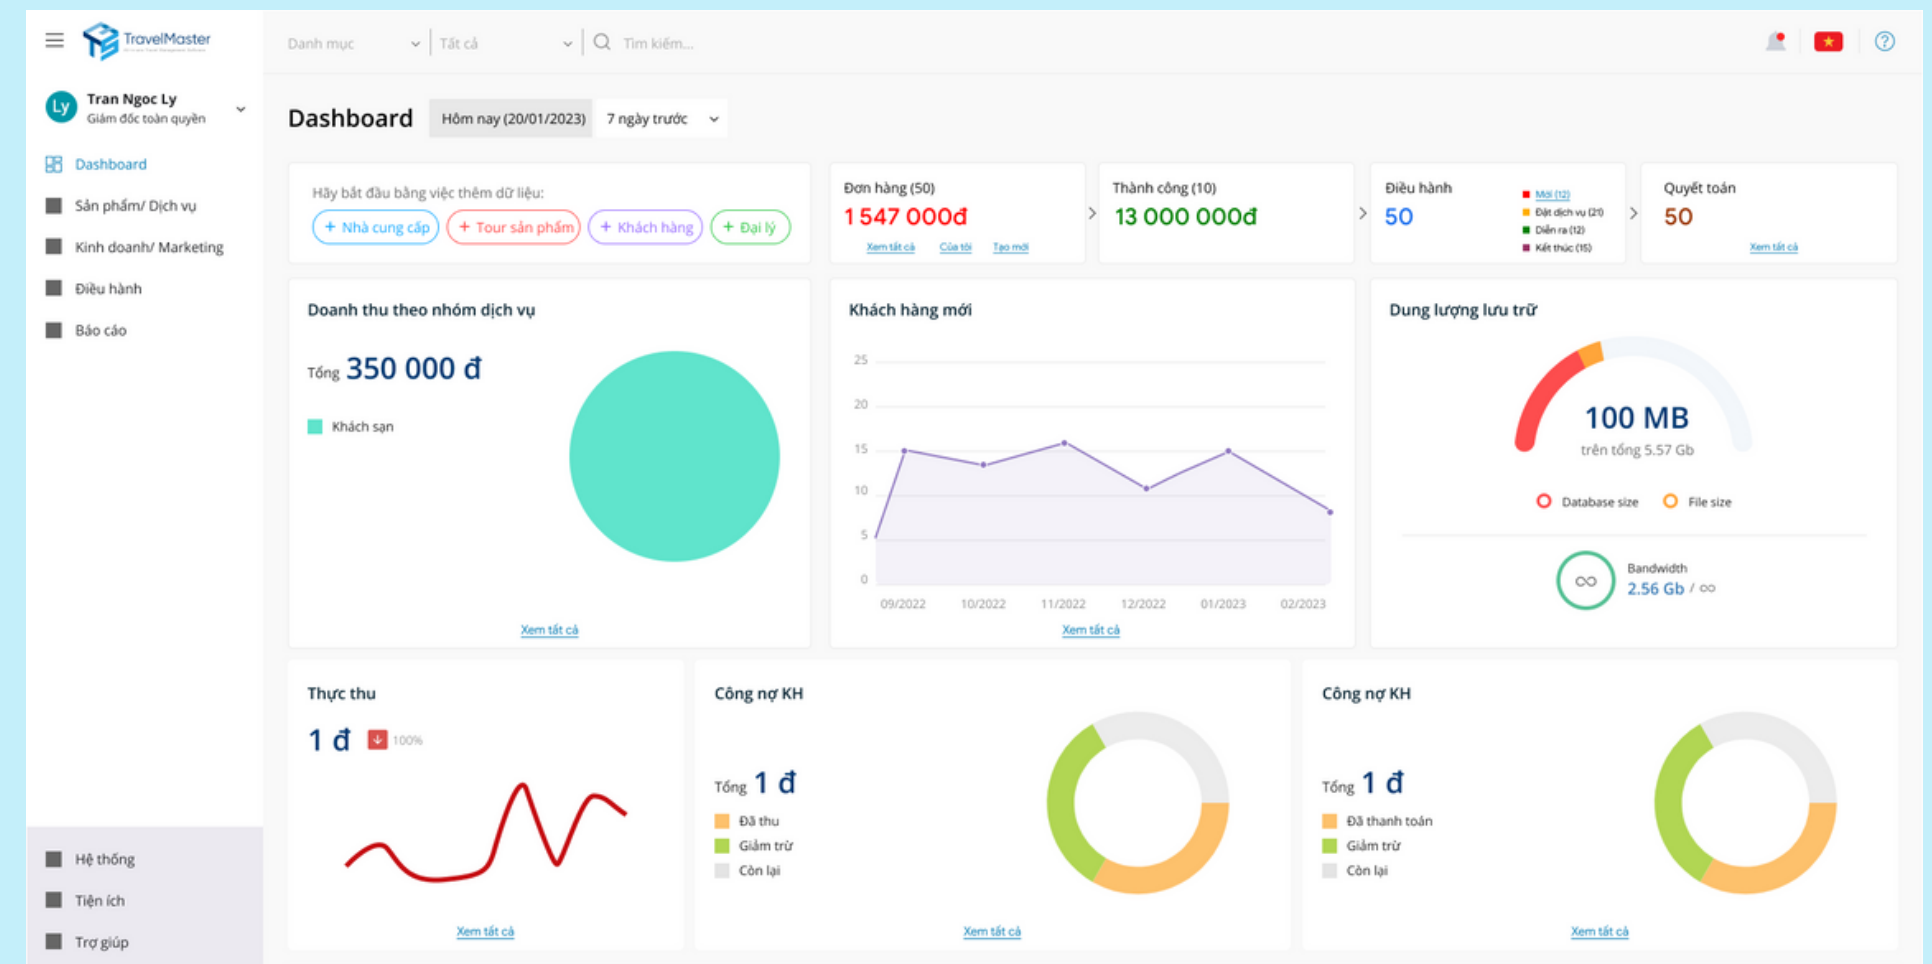 TravelMaster
Danh mục
Tất cả
Tìm kiếm...
Ly
Tran Ngoc Ly
Giám đốc toàn quyền
Dashboard
Sản phẩm/ Dịch vụ
Kinh doanh/ Marketing
Điều hành
Báo cáo
Hệ thống
Tiện ích
Trợ giúp
Dashboard
Hôm nay (20/01/2023)
7 ngày trước
Hãy bắt đầu bằng việc thêm dữ liệu:
+ Nhà cung cấp
+ Tour sản phẩm
+ Khách hàng
+ Đại lý
Đơn hàng (50)
1 547 000đ
Xem tất cả
Của tôi
Tạo mới
Thành công (10)
13 000 000đ
Điều hành
50
Mới (12)
Đặt dịch vụ (21)
Diễn ra (12)
Kết thúc (15)
Quyết toán
50
Xem tất cả
Doanh thu theo nhóm dịch vụ
Tổng 350 000 đ
Khách sạn
Xem tất cả
Khách hàng mới
25
20
15
10
5
0
09/2022 10/2022 11/2022 12/2022 01/2023 02/2023
Xem tất cả
Dung lượng lưu trữ
100 MB
trên tổng 5.57 Gb
Database size
File size
∞
Bandwidth
2.56 Gb / ∞
Thực thu
1 đ
100%
Xem tất cả
Công nợ KH
Tổng 1 đ
Đã thu
Giảm trừ
Còn lại
Xem tất cả
Công nợ KH
Tổng 1 đ
Đã thanh toán
Giảm trừ
Còn lại
Xem tất cả